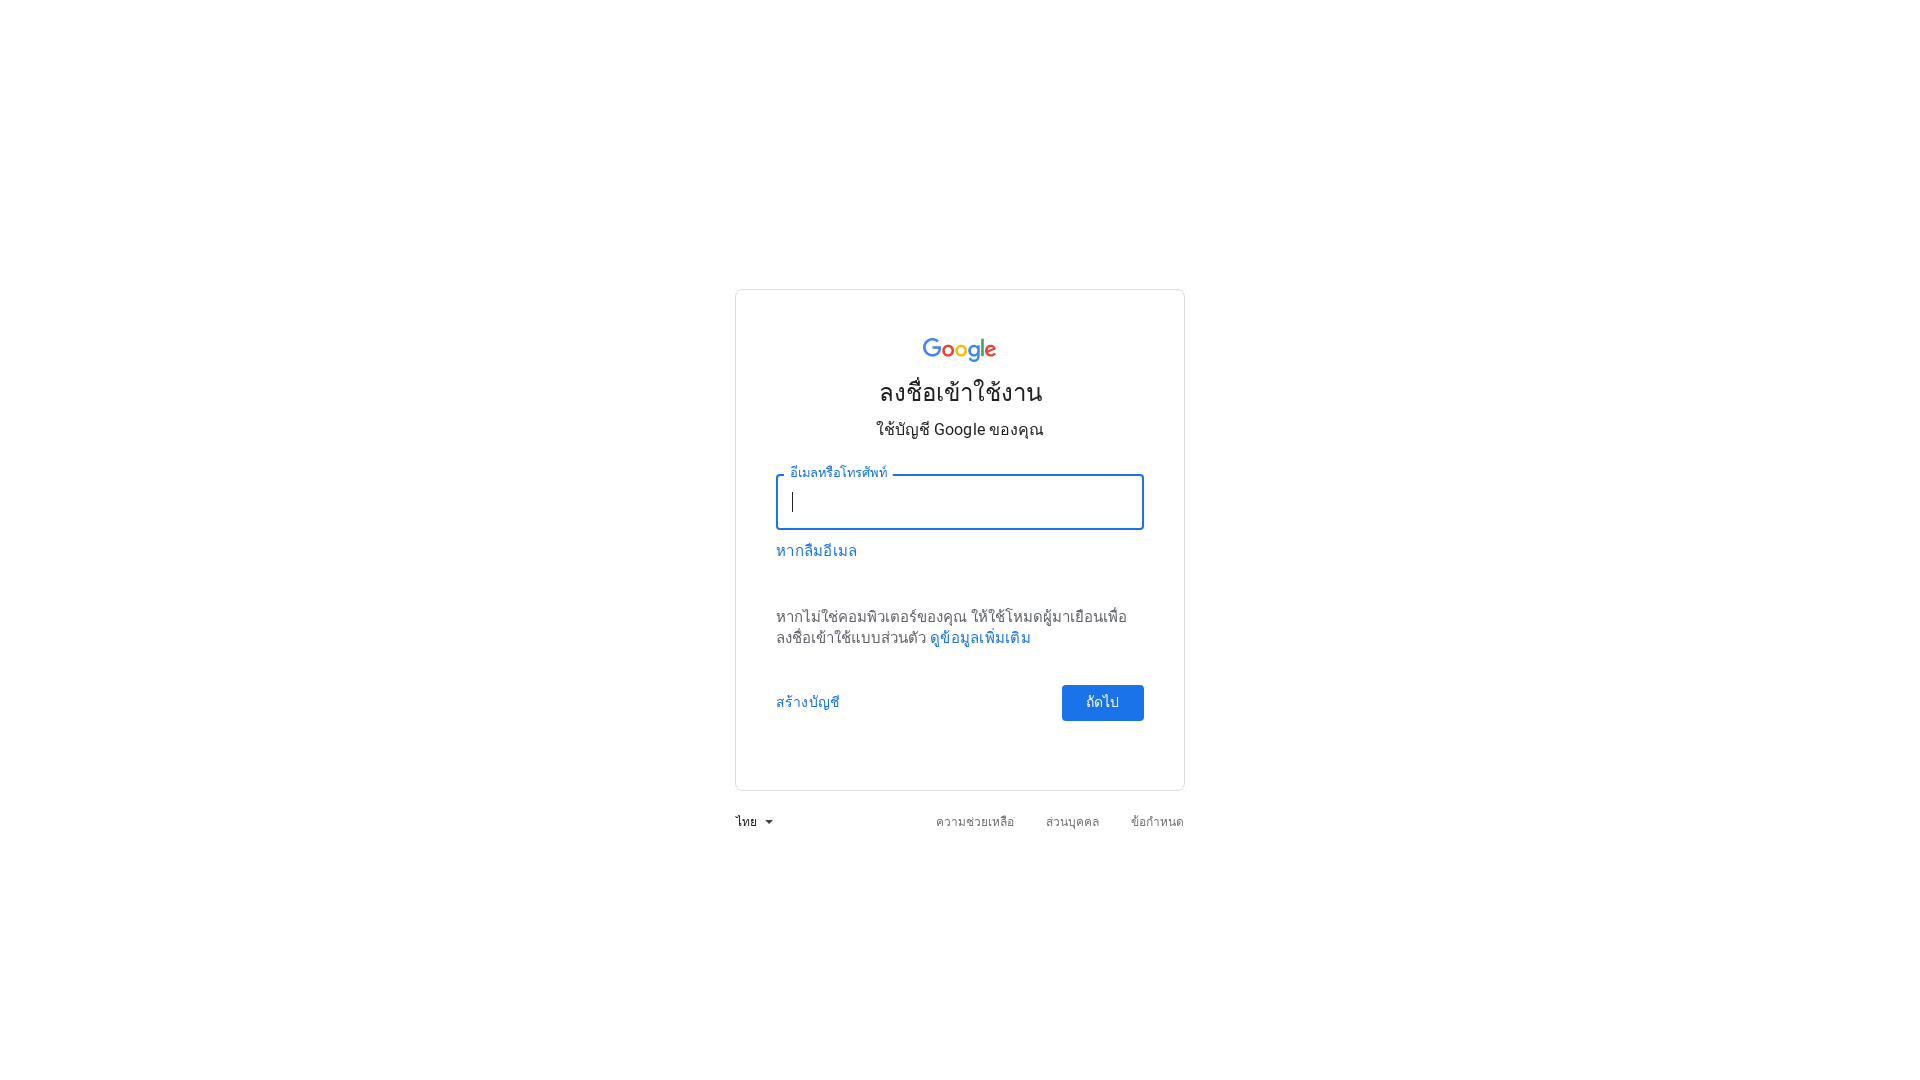 Google
ลงชื่อเข้าใช้งาน
ใช้บัญชี Google ของคุณ
อีเมลหรือโทรศัพท์
หากลืมอีเมล
หากไม่ใช่คอมพิวเตอร์ของคุณ ให้ใช้โหมดผู้มาเยือนเพื่อ
ลงชื่อเข้าใช้แบบส่วนตัว ดูข้อมูลเพิ่มเติม
สร้างบัญชี
ถัดไป
ไทย
ความช่วยเหลือ
ส่วนบุคคล
ข้อกำหนด